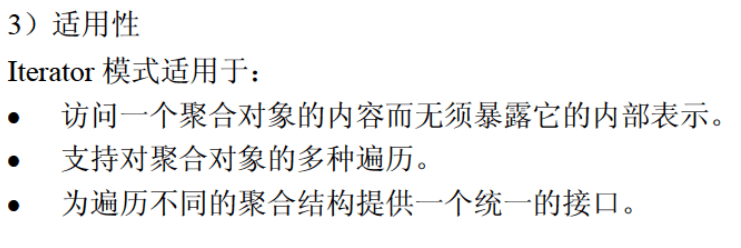 3）适用性
Iterator 模式适用于：
● 访问一个聚合对象的内容而无须暴露它的内部表示。
● 支持对聚合对象的多种遍历。
● 为遍历不同的聚合结构提供一个统一的接口。